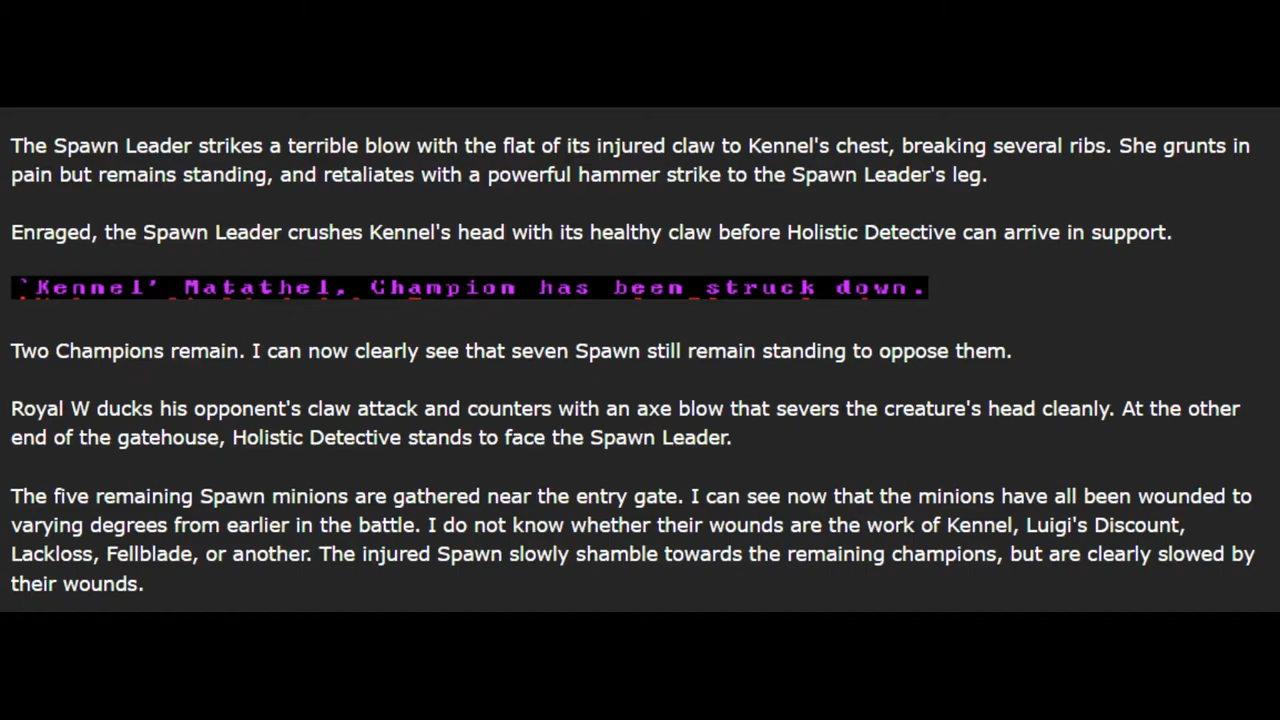 The Spawn Leader strikes a terrible blow with the flat of its injured claw to Kennel's chest, breaking several ribs. She grunts in
pain but remains standing, and retaliates with a powerful hammer strike to the Spawn Leader's leg.
Enraged, the Spawn Leader crushes Kennel's head with its healthy claw before Holistic Detective can arrive in support.
`Kennel' Matathel, Champion has been struck down.
Two Champions remain. I can now clearly see that seven Spawn still remain standing to oppose them.
Royal W ducks his opponent's claw attack and counters with an axe blow that severs the creature's head cleanly. At the other
end of the gatehouse, Holistic Detective stands to face the Spawn Leader.
The five remaining Spawn minions are gathered near the entry gate. I can see now that the minions have all been wounded to
varying degrees from earlier in the battle. I do not know whether their wounds are the work of Kennel, Luigi's Discount,
Lackloss, Fellblade, or another. The injured Spawn slowly shamble towards the remaining champions, but are clearly slowed by
their wounds.